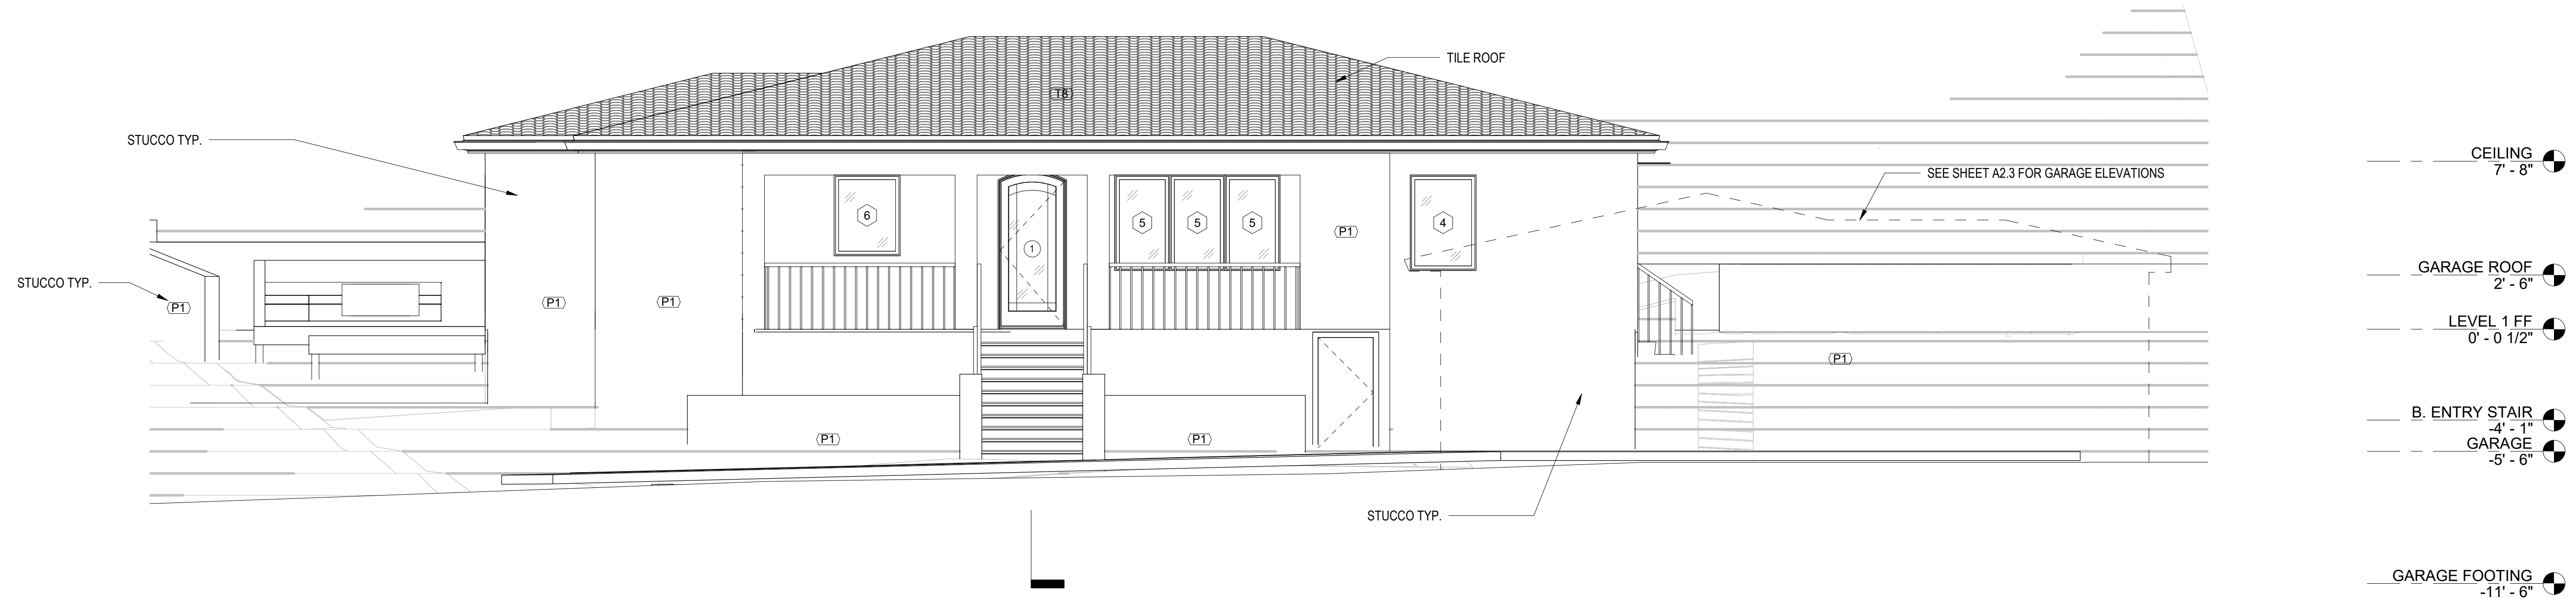 TILE ROOF
T8
STUCCO TYP.
CEILING
7' - 8"
SEE SHEET A2.3 FOR GARAGE ELEVATIONS
6
5
5
5
4
1
P1
GARAGE ROOF
2' - 6"
STUCCO TYP.
P1
P1
P1
LEVEL 1 FF
0' - 0 1/2"
P1
B. ENTRY STAIR
-4' - 1"
P1
P1
GARAGE
-5' - 6"
STUCCO TYP.
GARAGE FOOTING
-11' - 6"